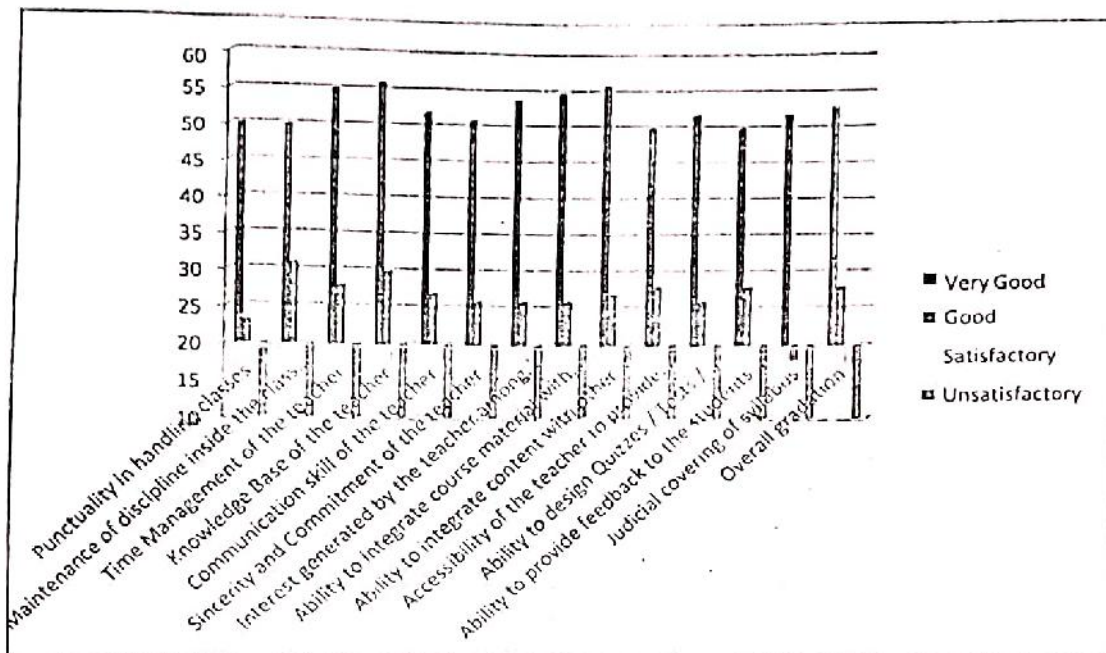 60
55
50
45
40
35
30
25
20
15
10
Punctuality in handling classes
Maintenance of discipline inside the class
Time Management of the teacher
Knowledge Base of the teacher
Communication skill of the teacher
Sincerity and Commitment of the teacher
Interest generated by the teacher among
Ability to integrate course material with
Ability to integrate content with other
Accessibility of the teacher to
Ability to design Quizzes / Tests /
Ability to provide feedback to the students
Judicial covering of syllabus
Overall gradation
Very Good
Good
Satisfactory
Unsatisfactory